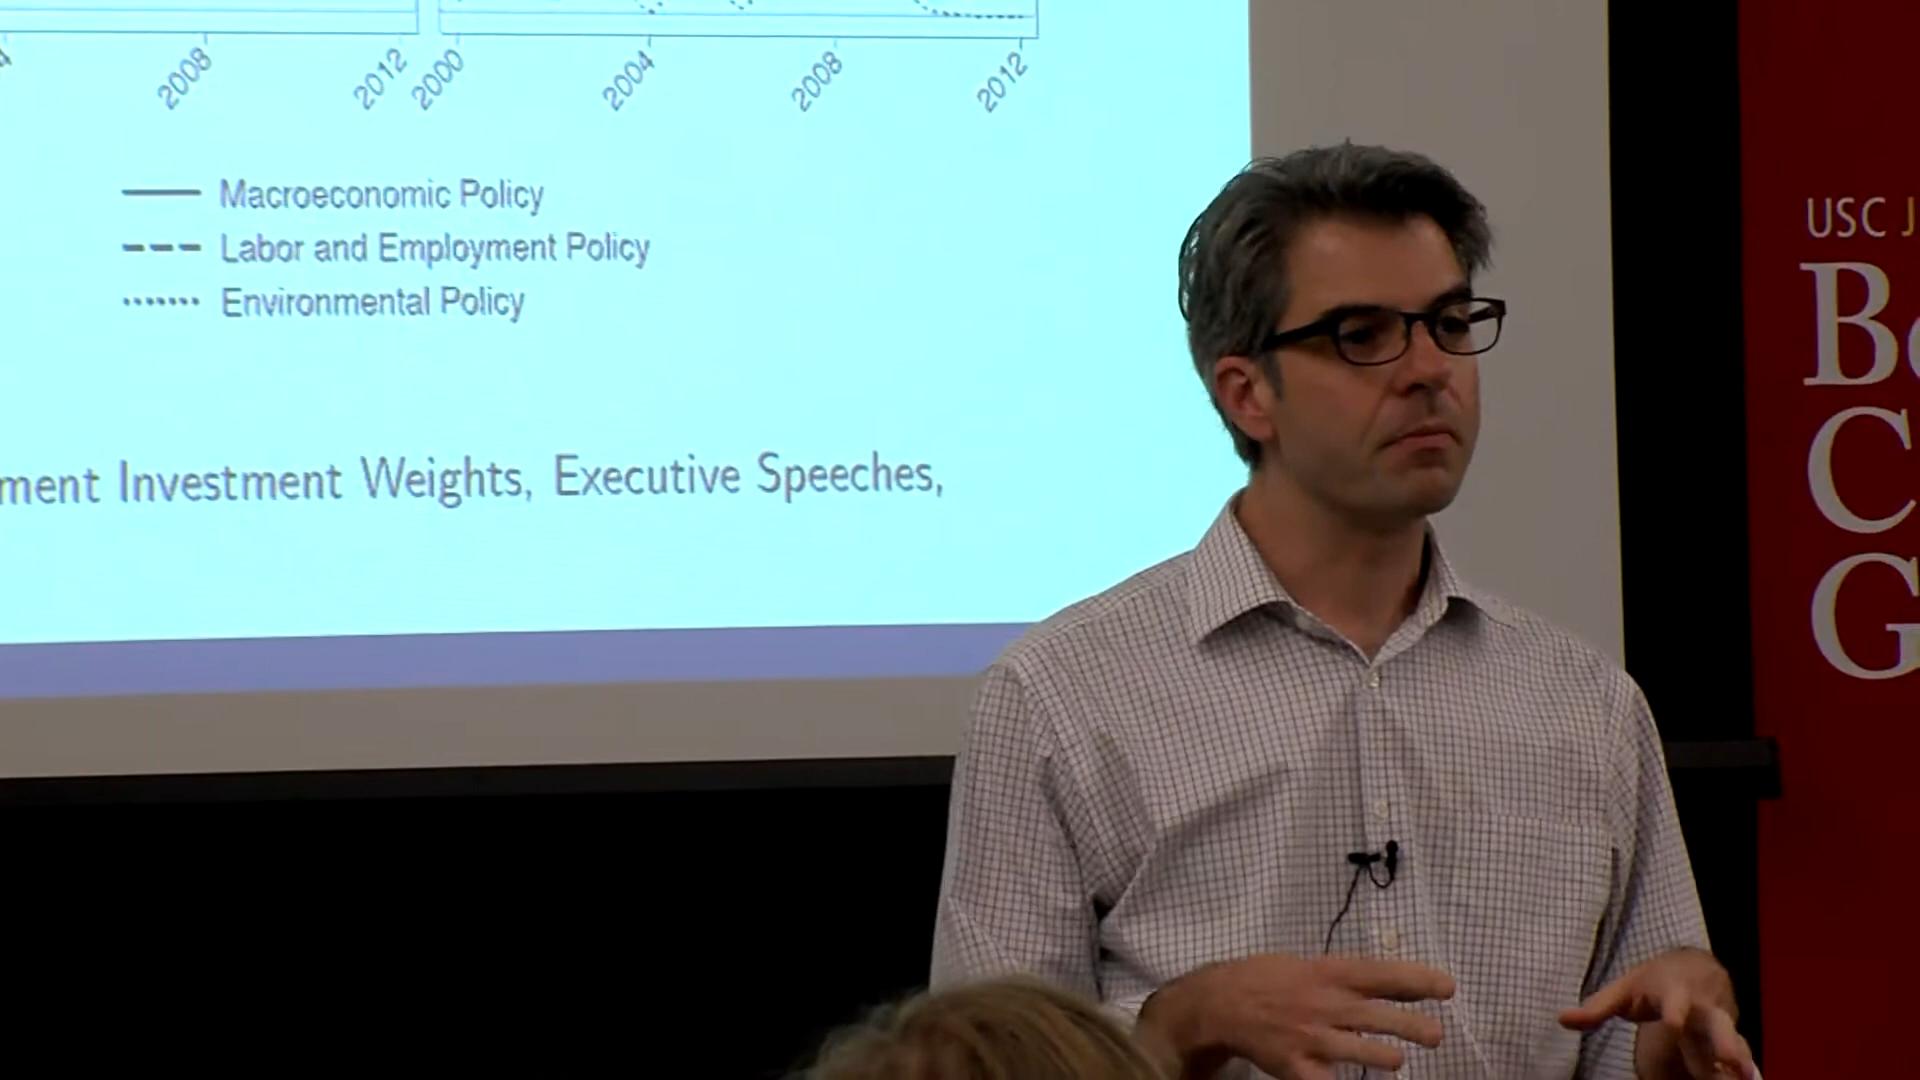 2008 2012 2000 2004 2008 2012
Macroeconomic Policy
Labor and Employment Policy
Environmental Policy
ment Investment Weights, Executive Speeches,
USC J
B
C
G